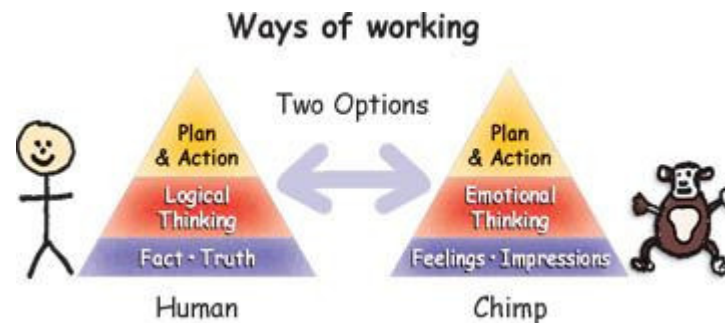 Ways of working
Two Options
Plan
& Action
Logical
Thinking
Fact · Truth
Human
Plan
& Action
Emotional
Thinking
Feelings · Impressions
Chimp